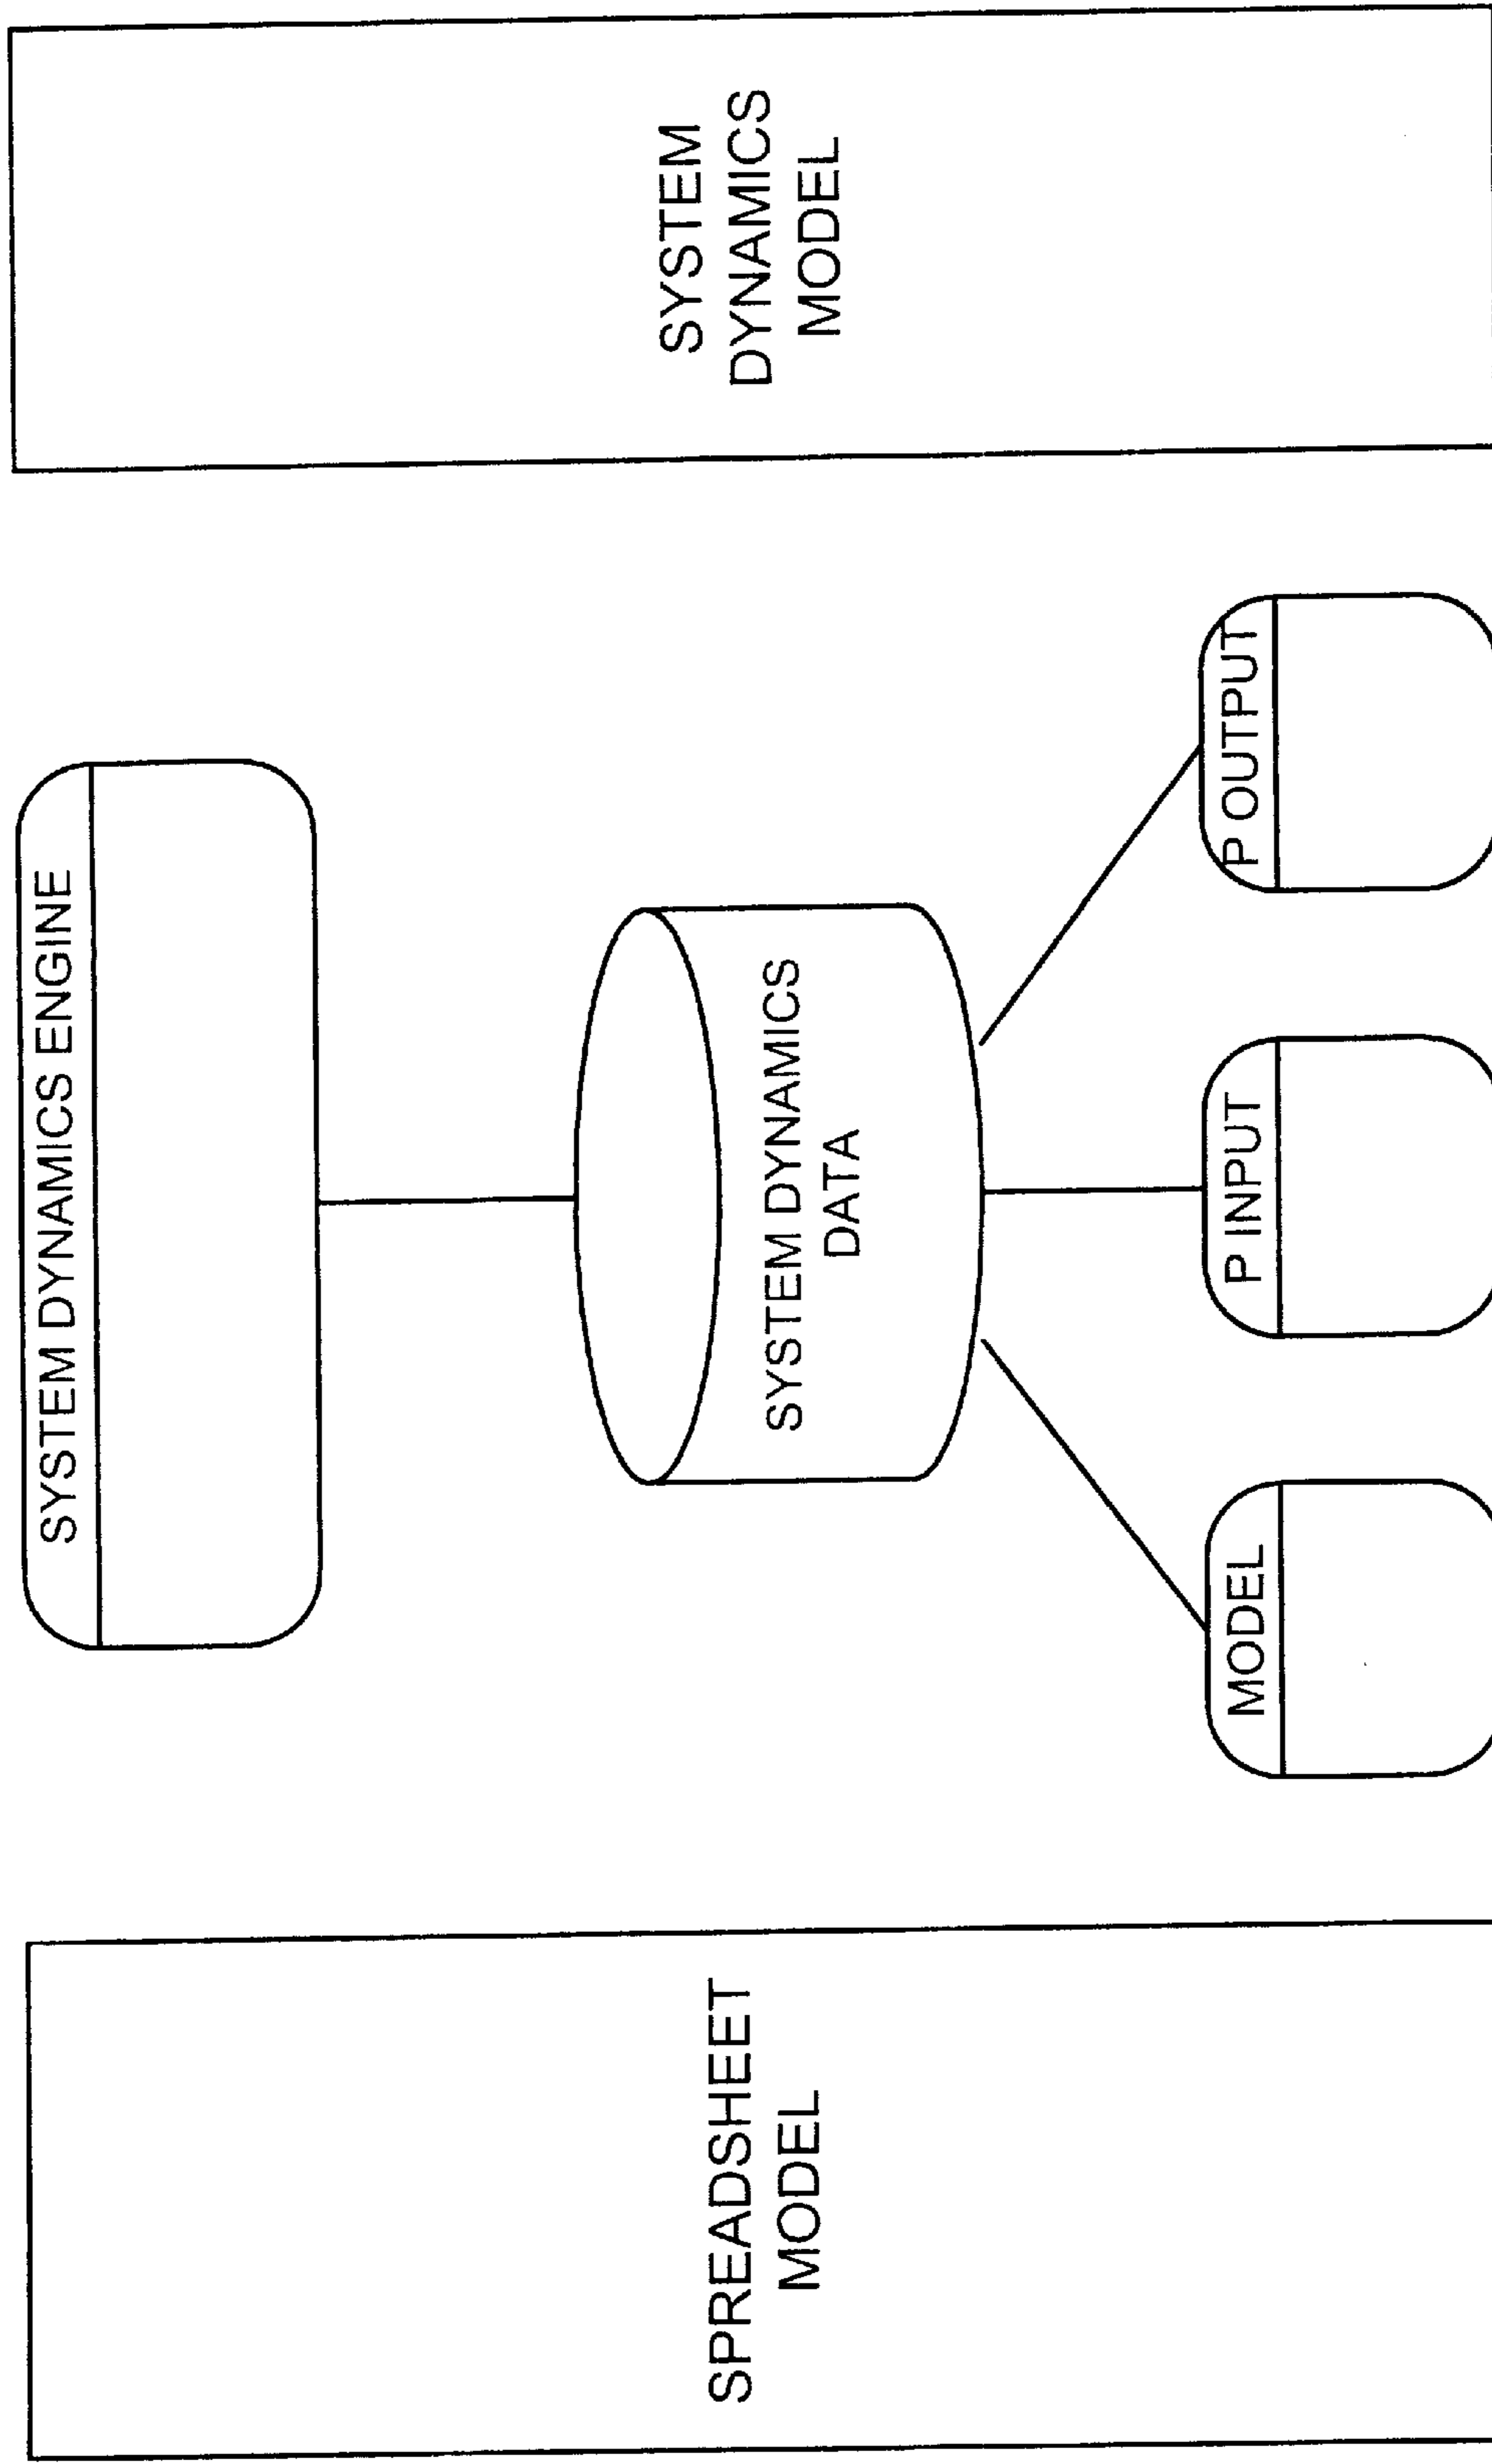 SPREADSHEET
MODEL
SYSTEM DYNAMICS ENGINE
SYSTEM DYNAMICS
DATA
MODEL
P INPUT
P OUTPUT
SYSTEM
DYNAMICS
MODEL